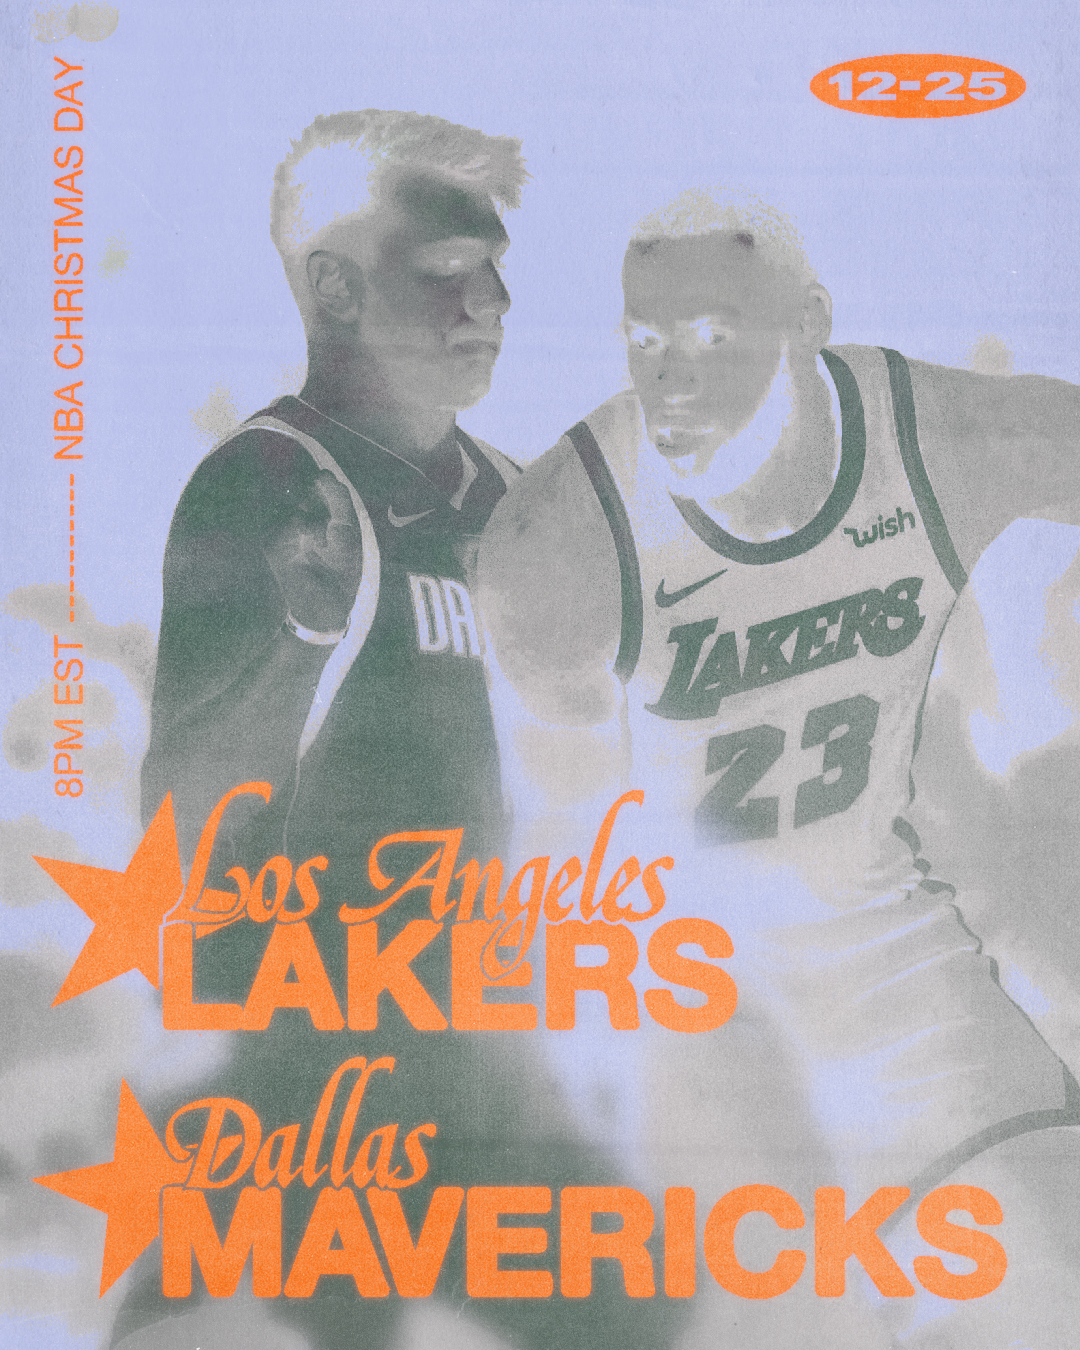 12-25
8PM EST ---------- NBA CHRISTMAS DAY
wish
DA
LAKERS
23
Los Angeles
LAKERS
Dallas
MAVERICKS